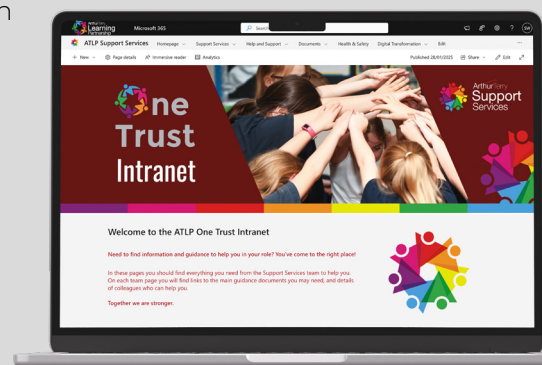 n
ArthurTerry
Learning
Partnership
Microsoft 365
Search
?
SW
ATLP Support Services
Homepage
Support Services
Help and Support
Documents
Health & Safety
Digital Transformation
Edit
+ New
Page details
Immersive reader
Analytics
Published 28/01/2025
Share
Edit
One
Trust
Intranet
ArthurTerry
Support
Services
Welcome to the ATLP One Trust Intranet
Need to find information and guidance to help you in your role? You've come to the right place!
In these pages you should find everything you need from the Support Services team to help you.
On each team page you will find links to the main guidance documents you may need, and details
of colleagues who can help you.
Together we are stronger.